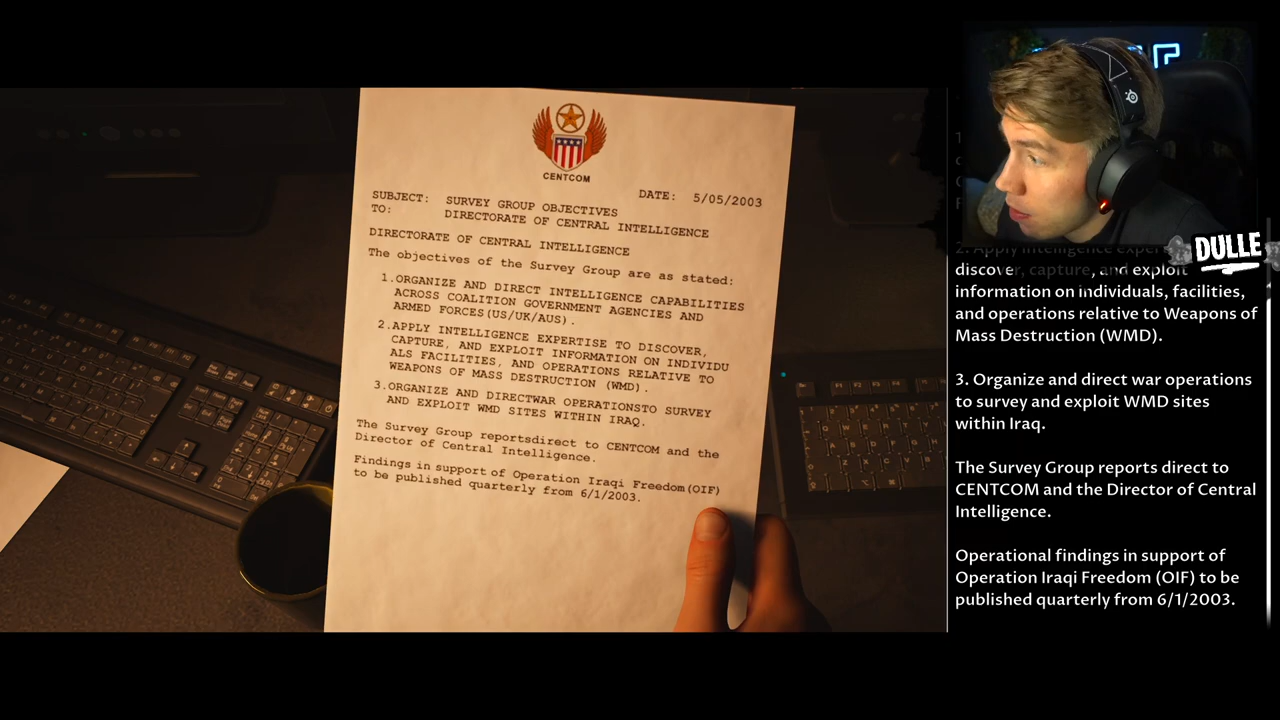 CENTCOM
DATE: 5/05/2003
SUBJECT: SURVEY GROUP OBJECTIVES
TO: DIRECTORATE OF CENTRAL INTELLIGENCE
DIRECTORATE OF CENTRAL INTELLIGENCE
The objectives of the Survey Group are as stated:
1.ORGANIZE AND DIRECT INTELLIGENCE CAPABILITIES
ACROSS COALITION GOVERNMENT AGENCIES AND
ARMED FORCES(US/UK/AUS).
2.APPLY INTELLIGENCE EXPERTISE TO DISCOVER,
CAPTURE, AND EXPLOIT INFORMATION ON INDIVIDU
ALS FACILITIES, AND OPERATIONS RELATIVE TO
WEAPONS OF MASS DESTRUCTION (WMD).
3.ORGANIZE AND DIRECTWAR OPERATIONSTO SURVEY
AND EXPLOIT WMD SITES WITHIN IRAQ.
The Survey Group reportsdirect to CENTCOM and the
Director of Central Intelligence.
Findings in support of Operation Iraqi Freedom(OIF)
to be published quarterly from 6/1/2003.
DULLE
2. Apply intelligence
discover, capture, and exploit
information on individuals, facilities,
and operations relative to Weapons of
Mass Destruction (WMD).
3. Organize and direct war operations
to survey and exploit WMD sites
within Iraq.
The Survey Group reports direct to
CENTCOM and the Director of Central
Intelligence.
Operational findings in support of
Operation Iraqi Freedom (OIF) to be
published quarterly from 6/1/2003.